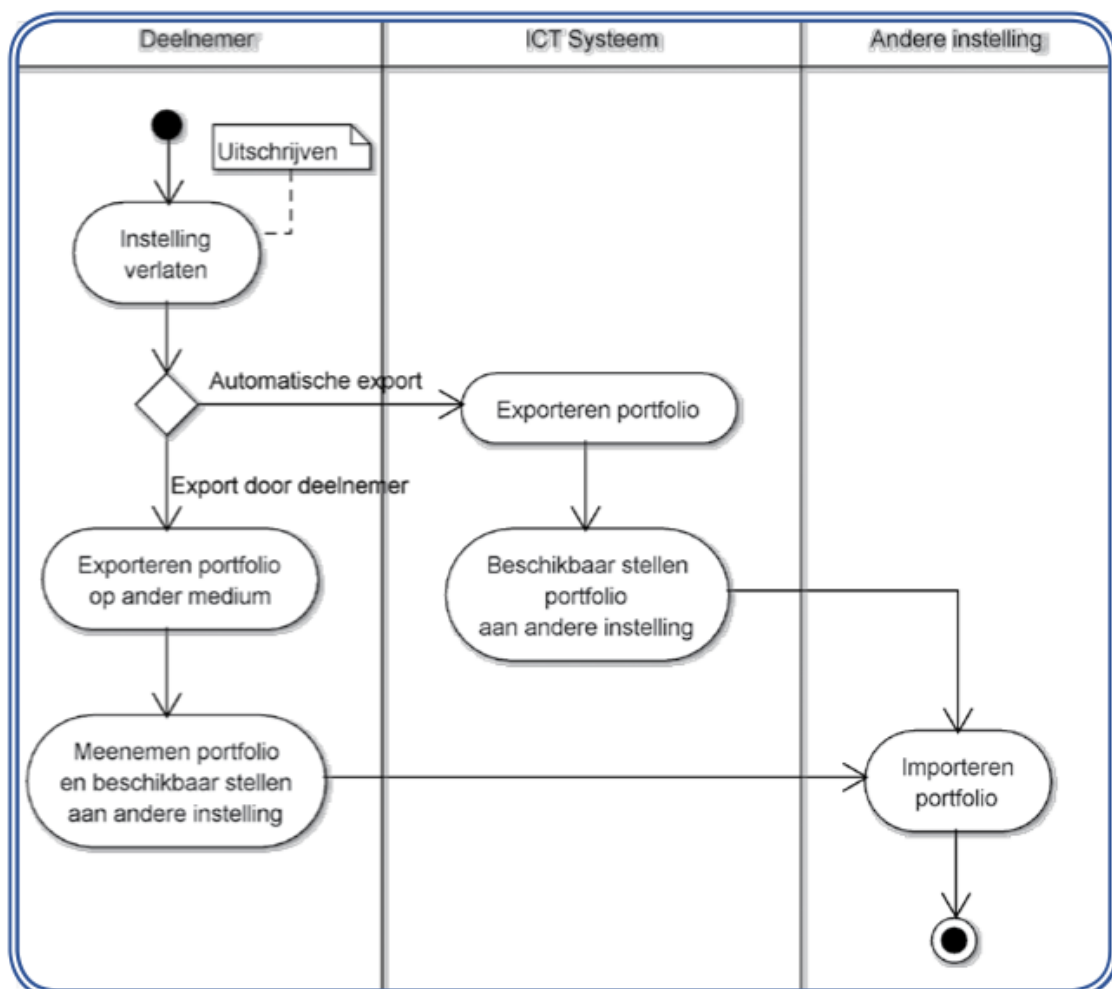 Deelnemer
ICT Systeem
Andere instelling
Uitschrijven
Instelling
verlaten
Automatische export
Exporteren portfolio
Export door deelnemer
Exporteren portfolio
op ander medium
Beschikbaar stellen
portfolio
aan andere instelling
Meenemen portfolio
en beschikbaar stellen
aan andere instelling
Importeren
portfolio